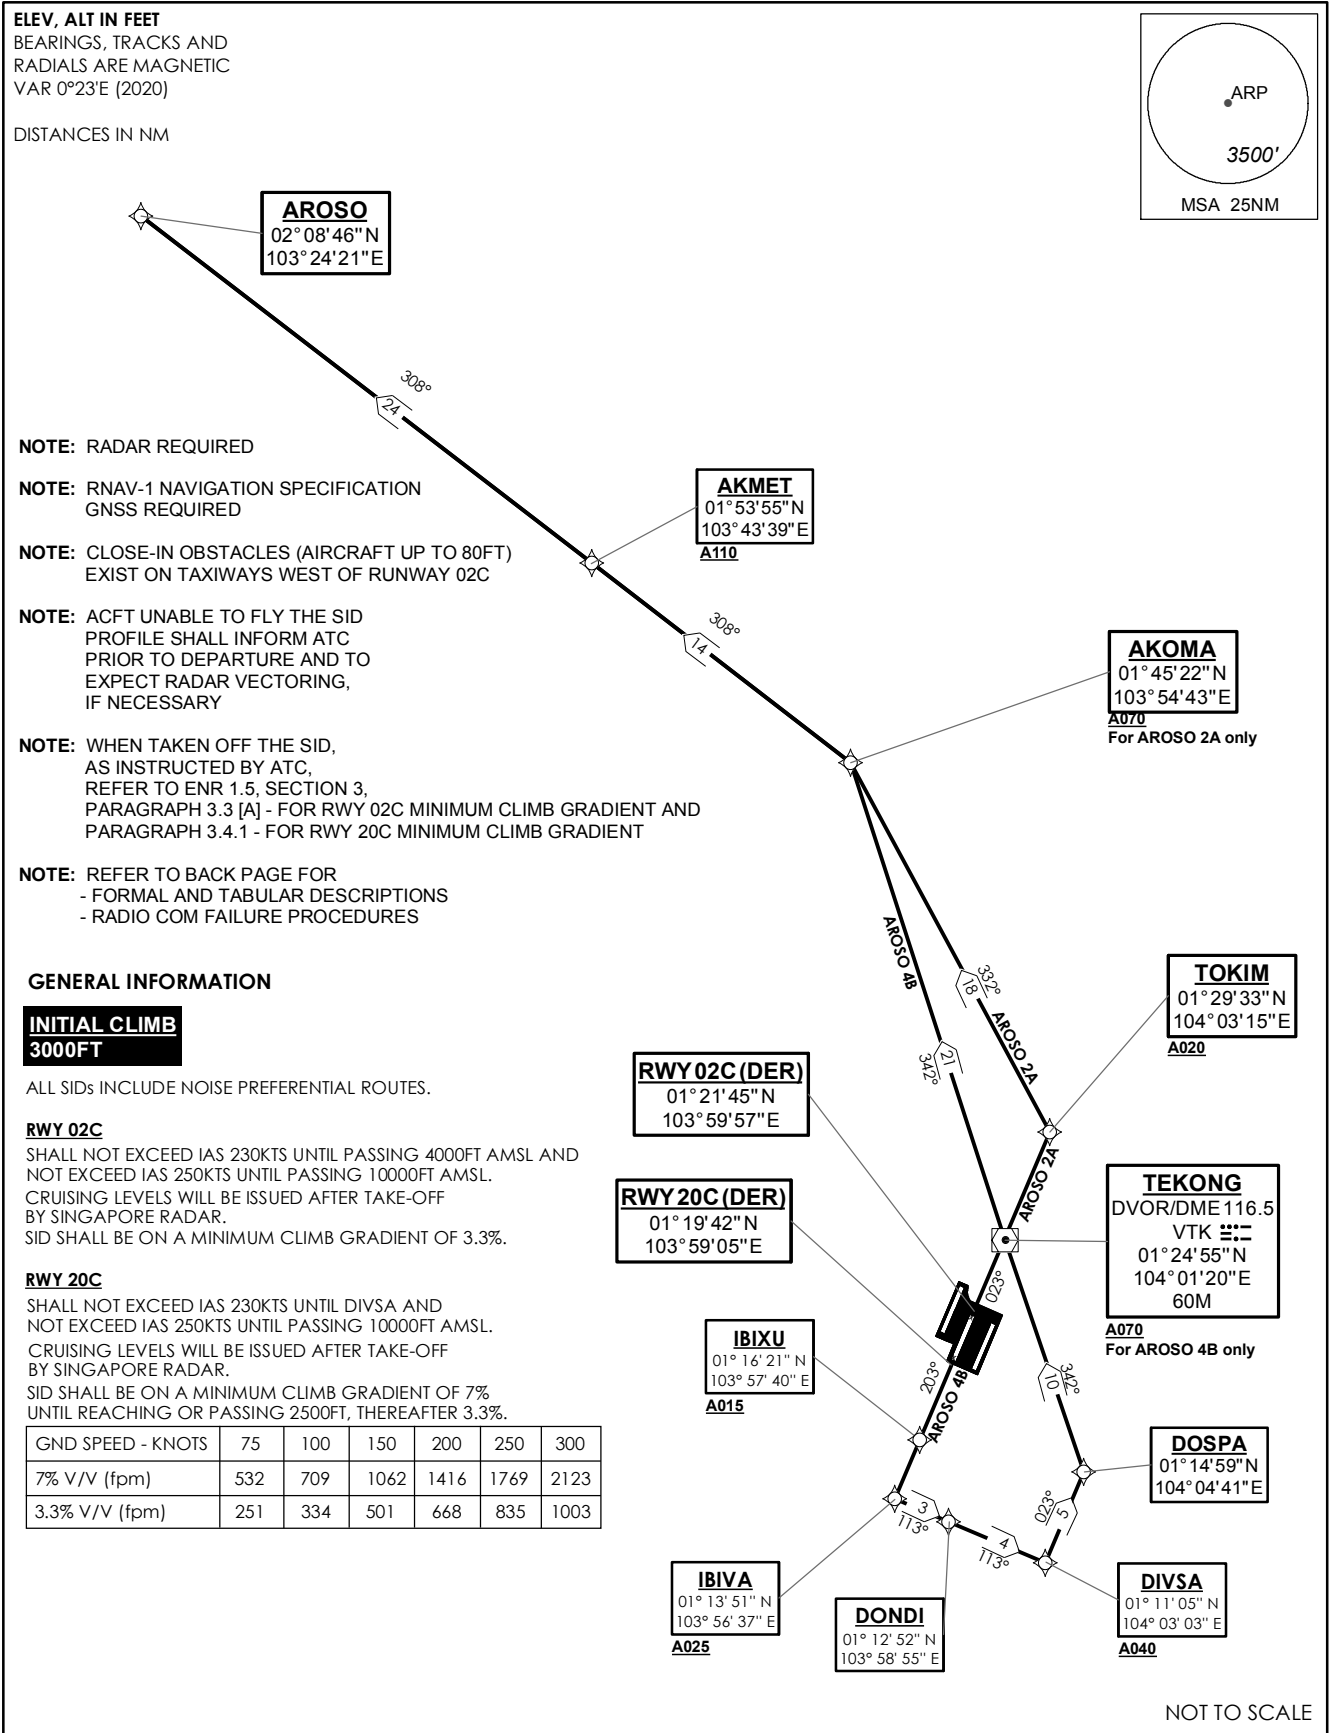 ELEV, ALT IN FEET
BEARINGS, TRACKS AND
RADIALS ARE MAGNETIC
VAR 0°23'E (2020)
DISTANCES IN NM
ARP
3500'
MSA 25NM
AROSO
02°08'46"N
103°24'21"E
308°
24
NOTE: RADAR REQUIRED
NOTE: RNAV-1 NAVIGATION SPECIFICATION
GNSS REQUIRED
NOTE: CLOSE-IN OBSTACLES (AIRCRAFT UP TO 80FT)
EXIST ON TAXIWAYS WEST OF RUNWAY 02C
NOTE: ACFT UNABLE TO FLY THE SID
PROFILE SHALL INFORM ATC
PRIOR TO DEPARTURE AND TO
EXPECT RADAR VECTORING,
IF NECESSARY
NOTE: WHEN TAKEN OFF THE SID,
AS INSTRUCTED BY ATC,
REFER TO ENR 1.5, SECTION 3,
PARAGRAPH 3.3 [A] - FOR RWY 02C MINIMUM CLIMB GRADIENT AND
PARAGRAPH 3.4.1 - FOR RWY 20C MINIMUM CLIMB GRADIENT
NOTE: REFER TO BACK PAGE FOR
- FORMAL AND TABULAR DESCRIPTIONS
- RADIO COM FAILURE PROCEDURES
AKMET
01°53'55"N
103°43'39"E
A110
308°
14
AKOMA
01°45'22"N
103°54'43"E
A070
For AROSO 2A only
AROSO 4B
332°
18
AROSO 2A
21
342°
TOKIM
01°29'33"N
104°03'15"E
A020
AROSO 2A
GENERAL INFORMATION
INITIAL CLIMB
3000FT
ALL SIDs INCLUDE NOISE PREFERENTIAL ROUTES.
RWY 02C
SHALL NOT EXCEED IAS 230KTS UNTIL PASSING 4000FT AMSL AND
NOT EXCEED IAS 250KTS UNTIL PASSING 10000FT AMSL.
CRUISING LEVELS WILL BE ISSUED AFTER TAKE-OFF
BY SINGAPORE RADAR.
SID SHALL BE ON A MINIMUM CLIMB GRADIENT OF 3.3%.
RWY 20C
SHALL NOT EXCEED IAS 230KTS UNTIL DIVSA AND
NOT EXCEED IAS 250KTS UNTIL PASSING 10000FT AMSL.
CRUISING LEVELS WILL BE ISSUED AFTER TAKE-OFF
BY SINGAPORE RADAR.
SID SHALL BE ON A MINIMUM CLIMB GRADIENT OF 7%
UNTIL REACHING OR PASSING 2500FT, THEREAFTER 3.3%.
GND SPEED - KNOTS 75 100 150 200 250 300
7% V/V (fpm) 532 709 1062 1416 1769 2123
3.3% V/V (fpm) 251 334 501 668 835 1003
RWY 02C (DER)
01°21'45"N
103°59'57"E
RWY 20C (DER)
01°19'42"N
103°59'05"E
TEKONG
DVOR/DME 116.5
VTK
01°24'55"N
104°01'20"E
60M
A070
For AROSO 4B only
023°
203°
AROSO 4B
342°
10
IBIXU
01° 16' 21" N
103° 57' 40" E
A015
DOSPA
01°14'59"N
104°04'41"E
023°
5
3
113°
4
113°
IBIVA
01° 13' 51" N
103° 56' 37" E
A025
DONDI
01° 12' 52" N
103° 58' 55" E
DIVSA
01° 11' 05" N
104° 03' 03" E
A040
NOT TO SCALE